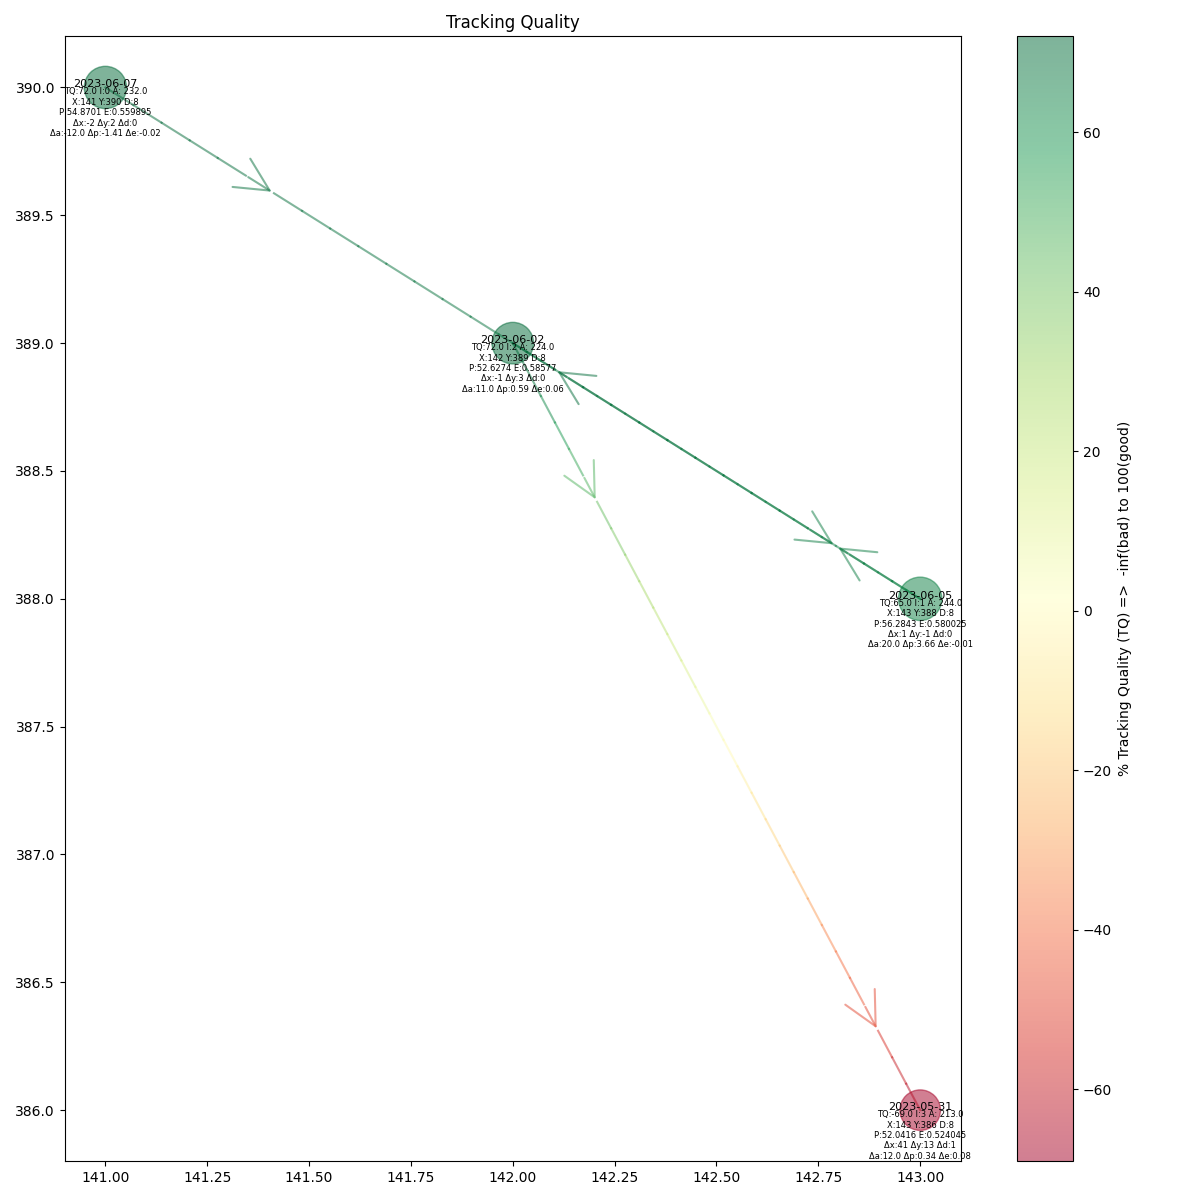 Tracking Quality
390.0
389.5
389.0
388.5
388.0
387.5
387.0
386.5
386.0
2023-06-07
TQ:72.0 I:0 A: 232.0
X:141 Y:390 D:8
P:54.8701 E:0.559895
Δx:-2 Δy:2 Δd:0
Δa:-12.0 Δp:-1.41 Δe:-0.02
2023-06-02
TQ:72.0 I:2 A: 224.0
X:142 Y:389 D:8
P:52.6274 E:0.58577
Δx:-1 Δy:3 Δd:0
Δa:11.0 Δp:0.59 Δe:0.06
2023-06-05
TQ:65.0 I:1 A: 244.0
X:143 Y:388 D:8
P:56.2843 E:0.580025
Δx:1 Δy:-1 Δd:0
Δa:20.0 Δp:3.66 Δe:-0.01
2023-05-31
TQ:-69.0 I:3 A: 213.0
X:143 Y:386 D:8
P:52.0416 E:0.524045
Δx:41 Δy:13 Δd:1
Δa:12.0 Δp:0.34 Δe:0.08
141.00
141.25
141.50
141.75
142.00
142.25
142.50
142.75
143.00
60
40
20
0
−20
−40
−60
% Tracking Quality (TQ) => -inf(bad) to 100(good)